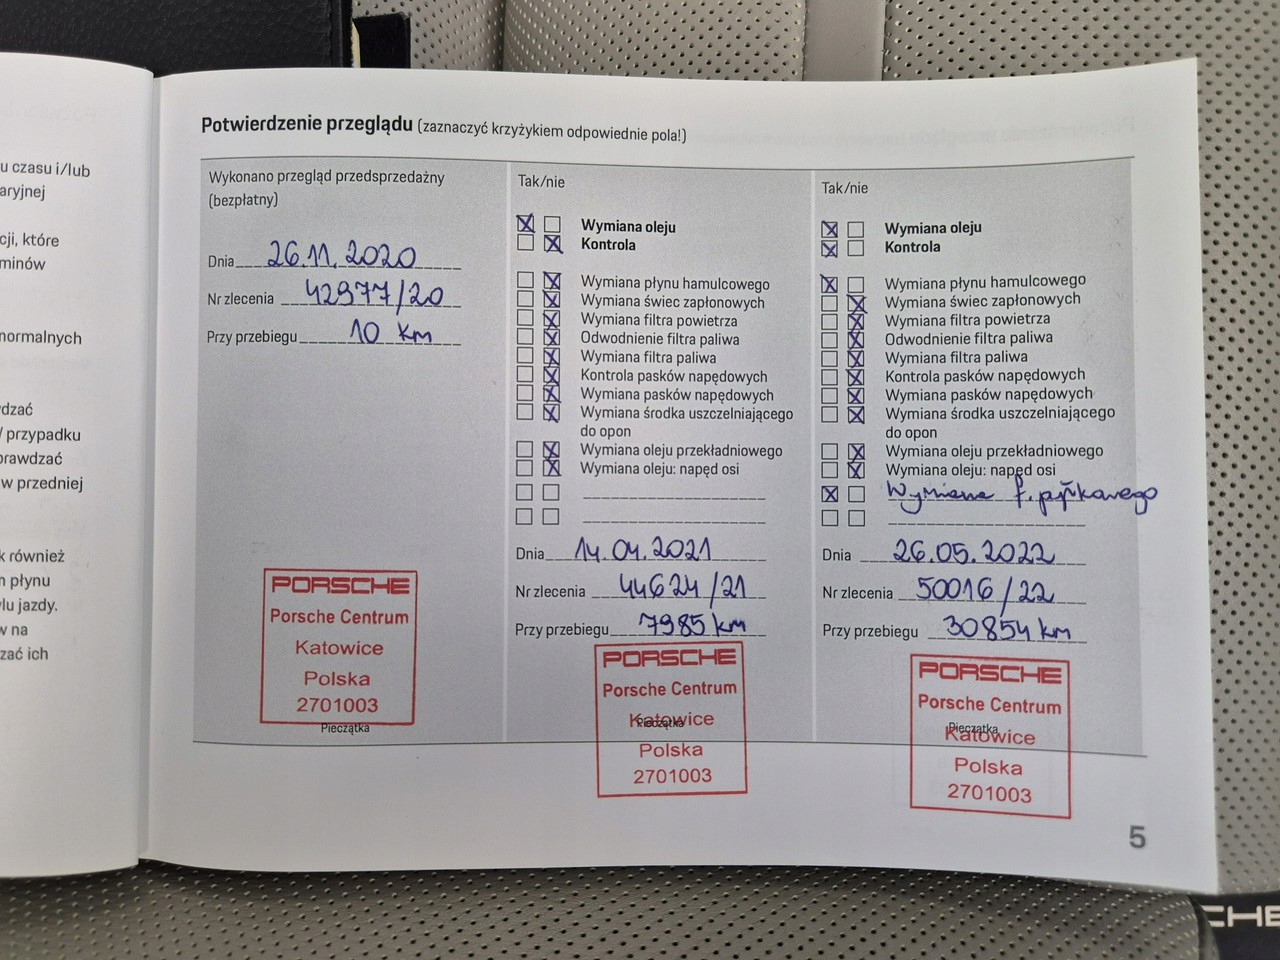 u czasu i/lub
aryjnej
cji, które
minów
normalnych
dzać
/ przypadku
prawdzać
w przedniej
k również
n płynu
lu jazdy.
w na
zać ich
Potwierdzenie przeglądu (zaznaczyć krzyżykiem odpowiednie pola!)
Wykonano przegląd przedsprzedażny
(bezpłatny)
Dnia 26.11.2020
Nr zlecenia 42977/20
Przy przebiegu 10 km
PORSCHE
Porsche Centrum
Katowice
Polska
2701003
Pieczątka
Tak/nie
Wymiana oleju
Kontrola
Wymiana płynu hamulcowego
Wymiana świec zapłonowych
Wymiana filtra powietrza
Odwodnienie filtra paliwa
Wymiana filtra paliwa
Kontrola pasków napędowych
Wymiana pasków napędowych
Wymiana środka uszczelniającego
do opon
Wymiana oleju przekładniowego
Wymiana oleju: napęd osi
Dnia 14.04.2021
Nr zlecenia 44624/21
Przy przebiegu 7985 km
PORSCHE
Porsche Centrum
Katowice
Pieczątka
Polska
2701003
Tak/nie
Wymiana oleju
Kontrola
Wymiana płynu hamulcowego
Wymiana świec zapłonowych
Wymiana filtra powietrza
Odwodnienie filtra paliwa
Wymiana filtra paliwa
Kontrola pasków napędowych
Wymiana pasków napędowych
Wymiana środka uszczelniającego
do opon
Wymiana oleju przekładniowego
Wymiana oleju: napęd osi
Wymiana f. pyłkowego
Dnia 26.05.2022
Nr zlecenia 50016/22
Przy przebiegu 30854 km
PORSCHE
Porsche Centrum
Pieczątka
Katowice
Polska
2701003
5
CHE